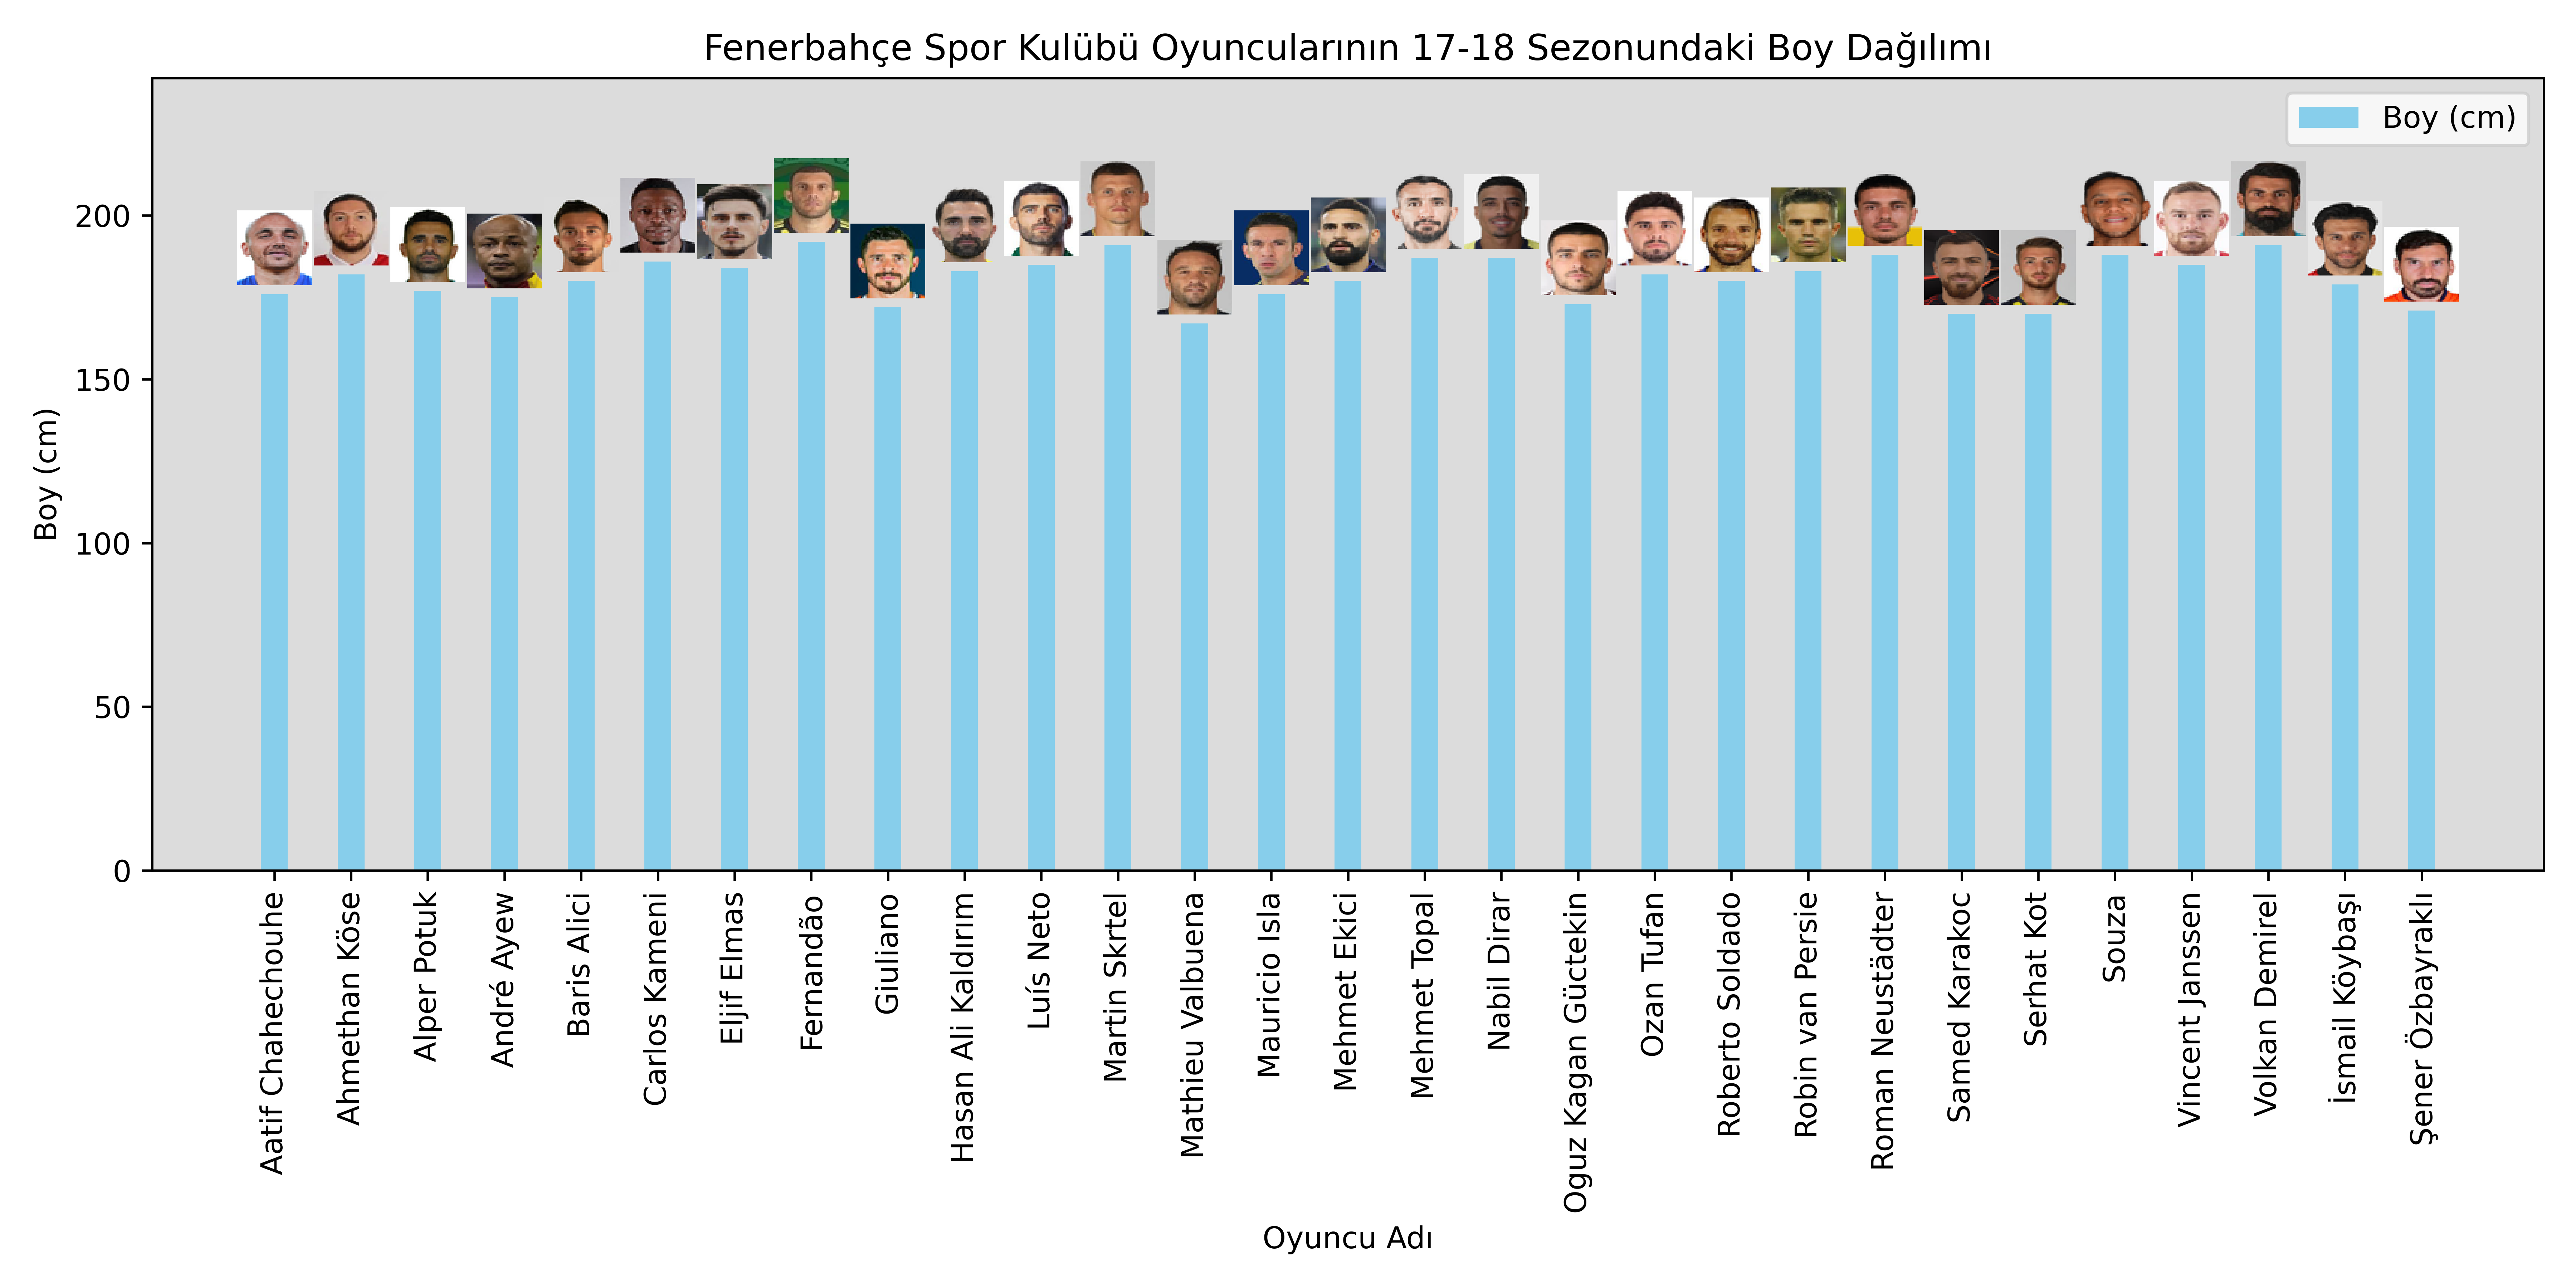 Fenerbahçe Spor Kulübü Oyuncularının 17-18 Sezonundaki Boy Dağılımı
Boy (cm)
Boy (cm)
200
150
100
50
0
Aatif Chahechouhe
Ahmethan Köse
Alper Potuk
André Ayew
Baris Alici
Carlos Kameni
Eljif Elmas
Fernandão
Giuliano
Hasan Ali Kaldırım
Luís Neto
Martin Skrtel
Mathieu Valbuena
Mauricio Isla
Mehmet Ekici
Mehmet Topal
Nabil Dirar
Oguz Kagan Güctekin
Ozan Tufan
Roberto Soldado
Robin van Persie
Roman Neustädter
Samed Karakoc
Serhat Kot
Souza
Vincent Janssen
Volkan Demirel
İsmail Köybaşı
Şener Özbayraklı
Oyuncu Adı